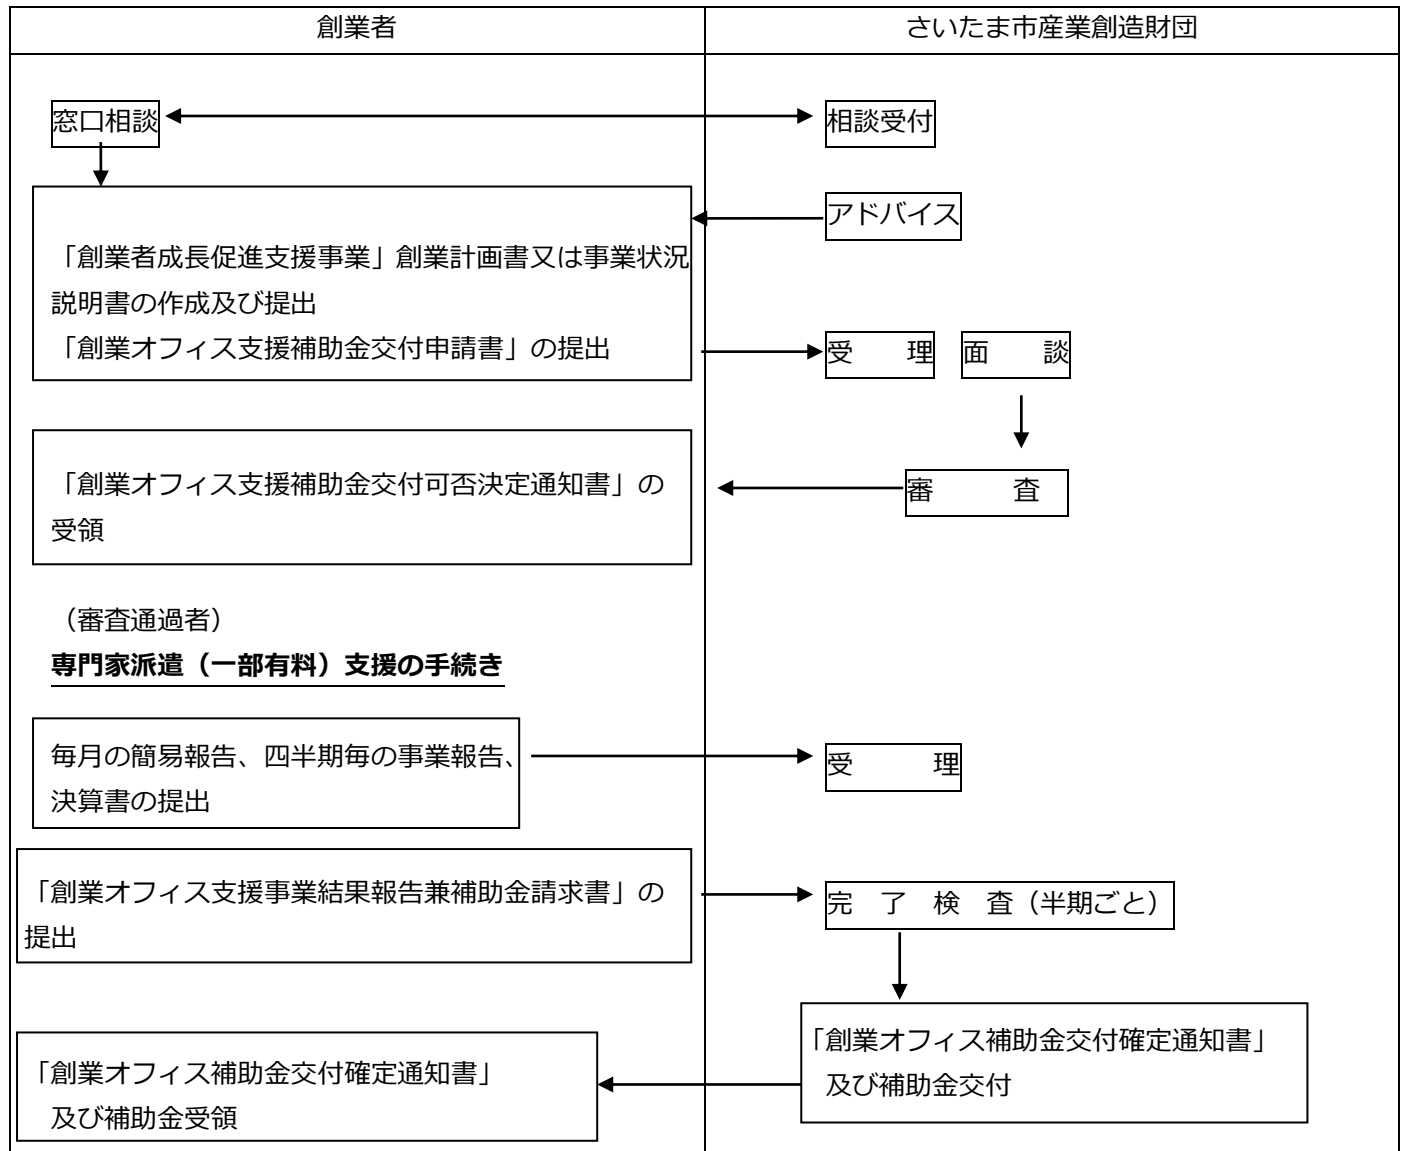 創業者
さいたま市産業創造財団
窓口相談
相談受付
アドバイス
「創業者成長促進支援事業」創業計画書又は事業状況
説明書の作成及び提出
「創業オフィス支援補助金交付申請書」の提出
受　　理
面　　談
審　　　査
「創業オフィス支援補助金交付可否決定通知書」の
受領
（審査通過者）
専門家派遣（一部有料）支援の手続き
毎月の簡易報告、四半期毎の事業報告、
決算書の提出
受　　　理
「創業オフィス支援事業結果報告兼補助金請求書」の
提出
完　了　検　査（半期ごと）
「創業オフィス補助金交付確定通知書」
及び補助金交付
「創業オフィス補助金交付確定通知書」
及び補助金受領